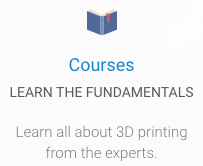 Courses
LEARN THE FUNDAMENTALS
Learn all about 3D printing
from the experts.